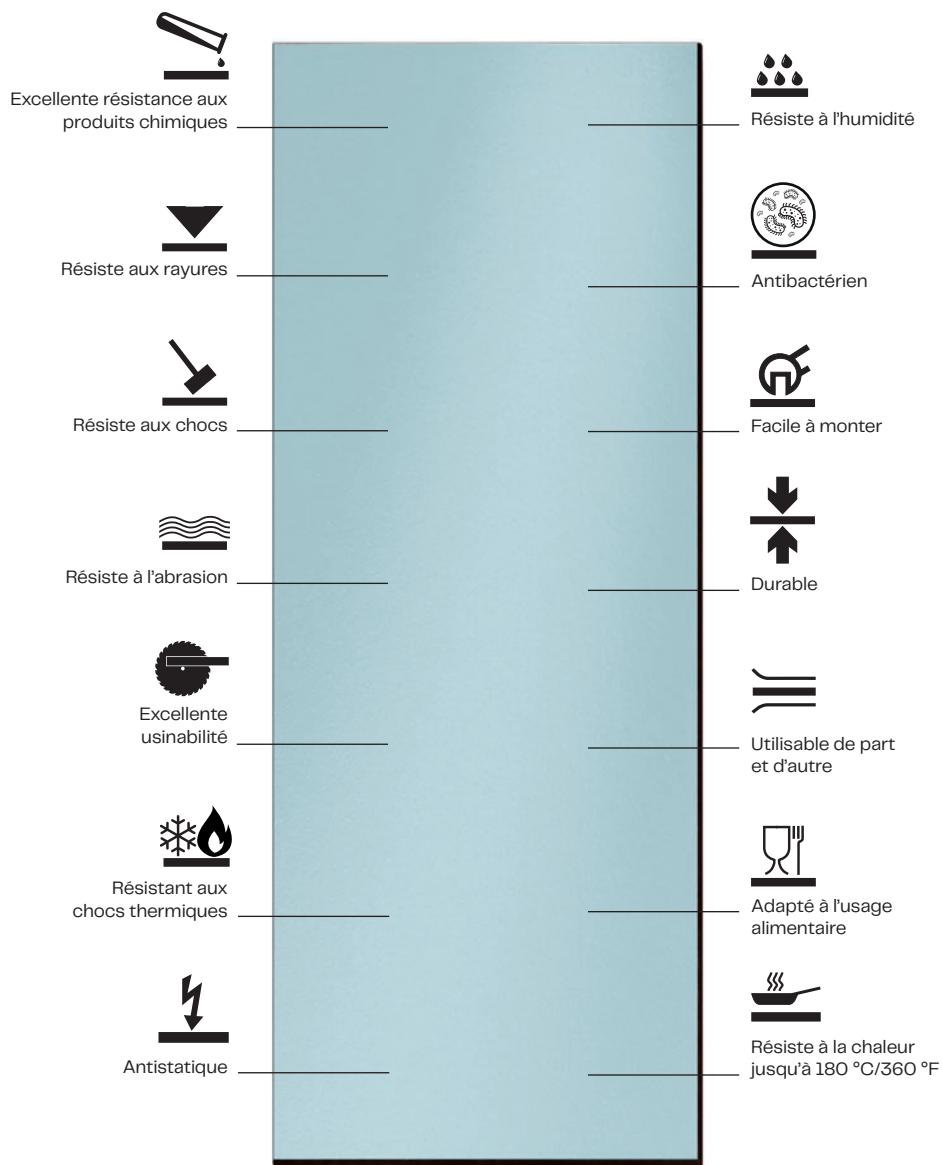 Excellente résistance aux
produits chimiques
Résiste aux rayures
Résiste aux chocs
Résiste à l'abrasion
Excellente
usinabilité
Résistant aux
chocs thermiques
Antistatique
Résiste à l'humidité
Antibactérien
Facile à monter
Durable
Utilisable de part
et d'autre
Adapté à l'usage
alimentaire
Résiste à la chaleur
jusqu'à 180 °C/360 °F